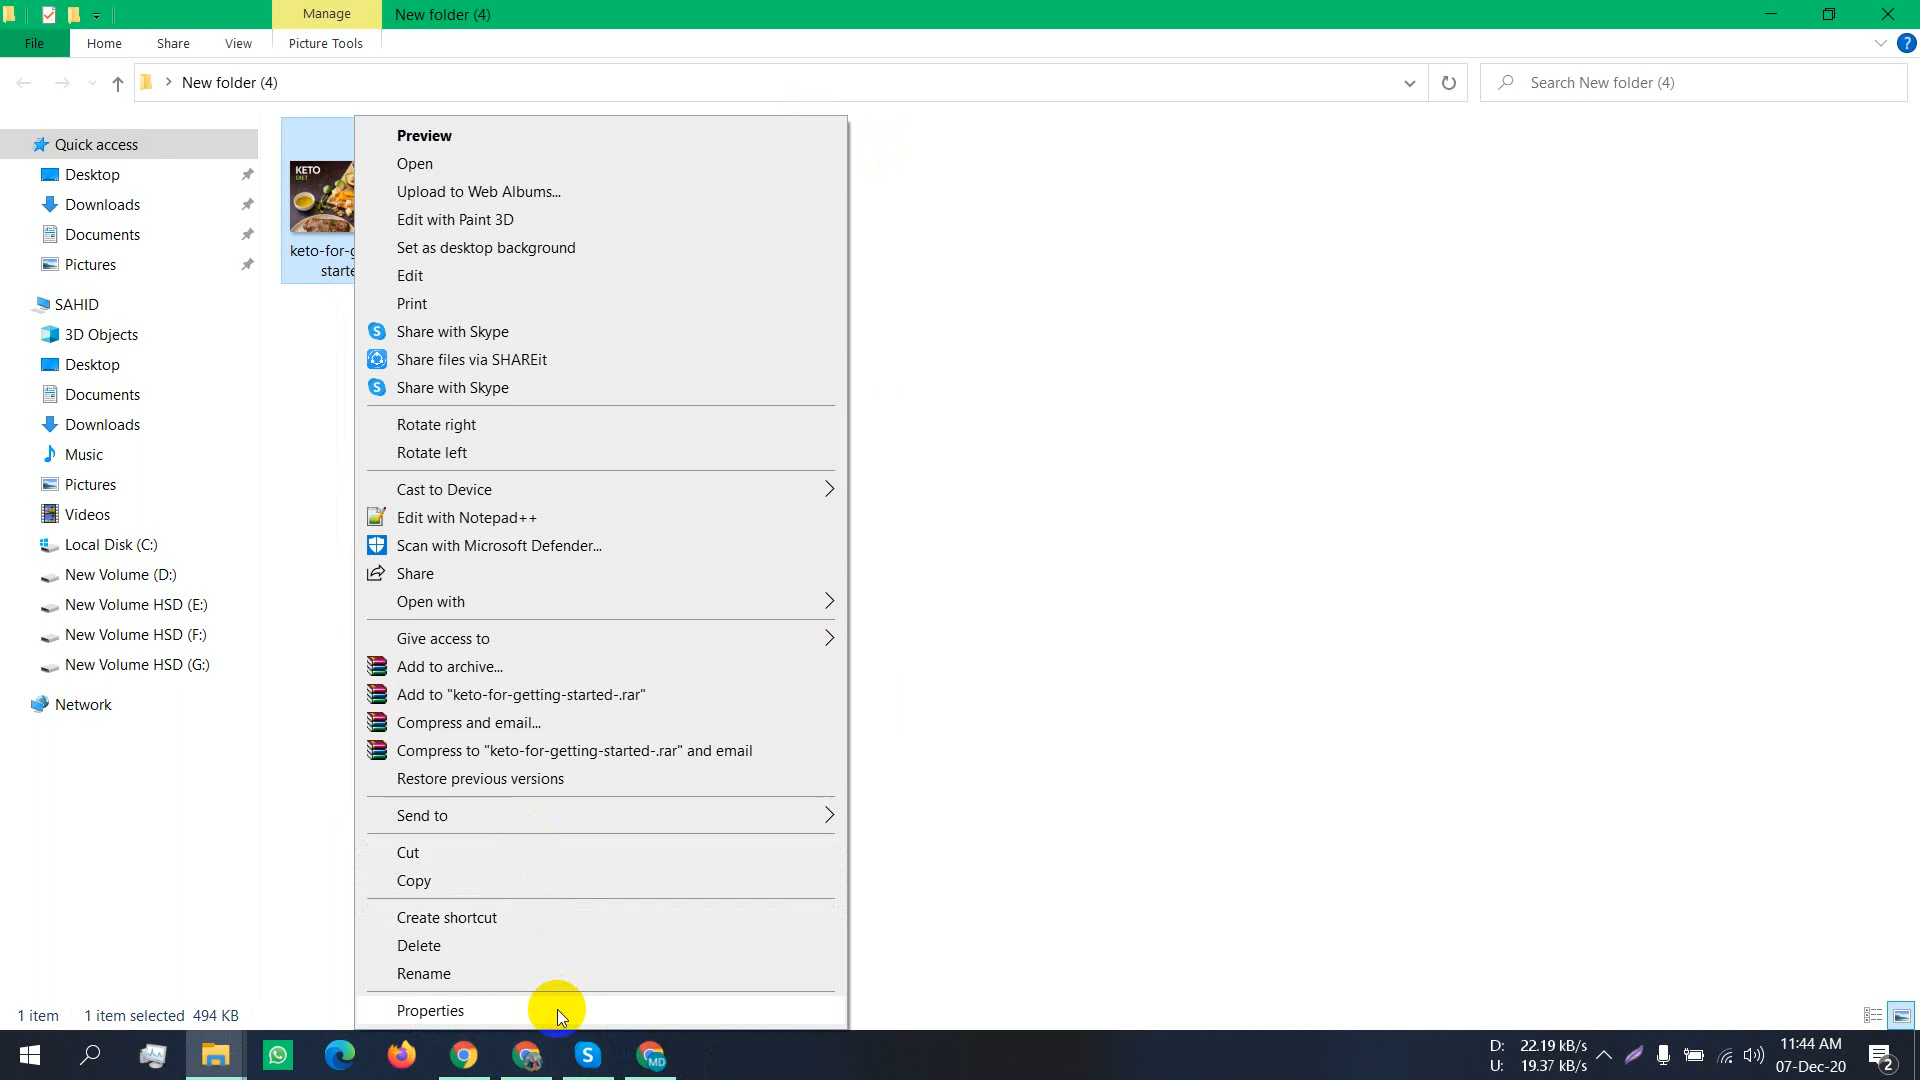 Manage
New folder (4)
File
Home
Share
View
Picture Tools
?
New folder (4)
Search New folder (4)
Quick access
Desktop
Downloads
Documents
Pictures
SAHID
3D Objects
Desktop
Documents
Downloads
Music
Pictures
Videos
Local Disk (C:)
New Volume (D:)
New Volume HSD (E:)
New Volume HSD (F:)
New Volume HSD (G:)
Network
KETO
DIET
keto-for-g
starte
Preview
Open
Upload to Web Albums...
Edit with Paint 3D
Set as desktop background
Edit
Print
Share with Skype
Share files via SHAREit
Share with Skype
Rotate right
Rotate left
Cast to Device
Edit with Notepad++
Scan with Microsoft Defender...
Share
Open with
Give access to
Add to archive...
Add to "keto-for-getting-started-.rar"
Compress and email...
Compress to "keto-for-getting-started-.rar" and email
Restore previous versions
Send to
Cut
Copy
Create shortcut
Delete
Rename
Properties
1 item 1 item selected 494 KB
MD
D: 22.19 kB/s
U: 19.37 kB/s
11:44 AM
07-Dec-20
2